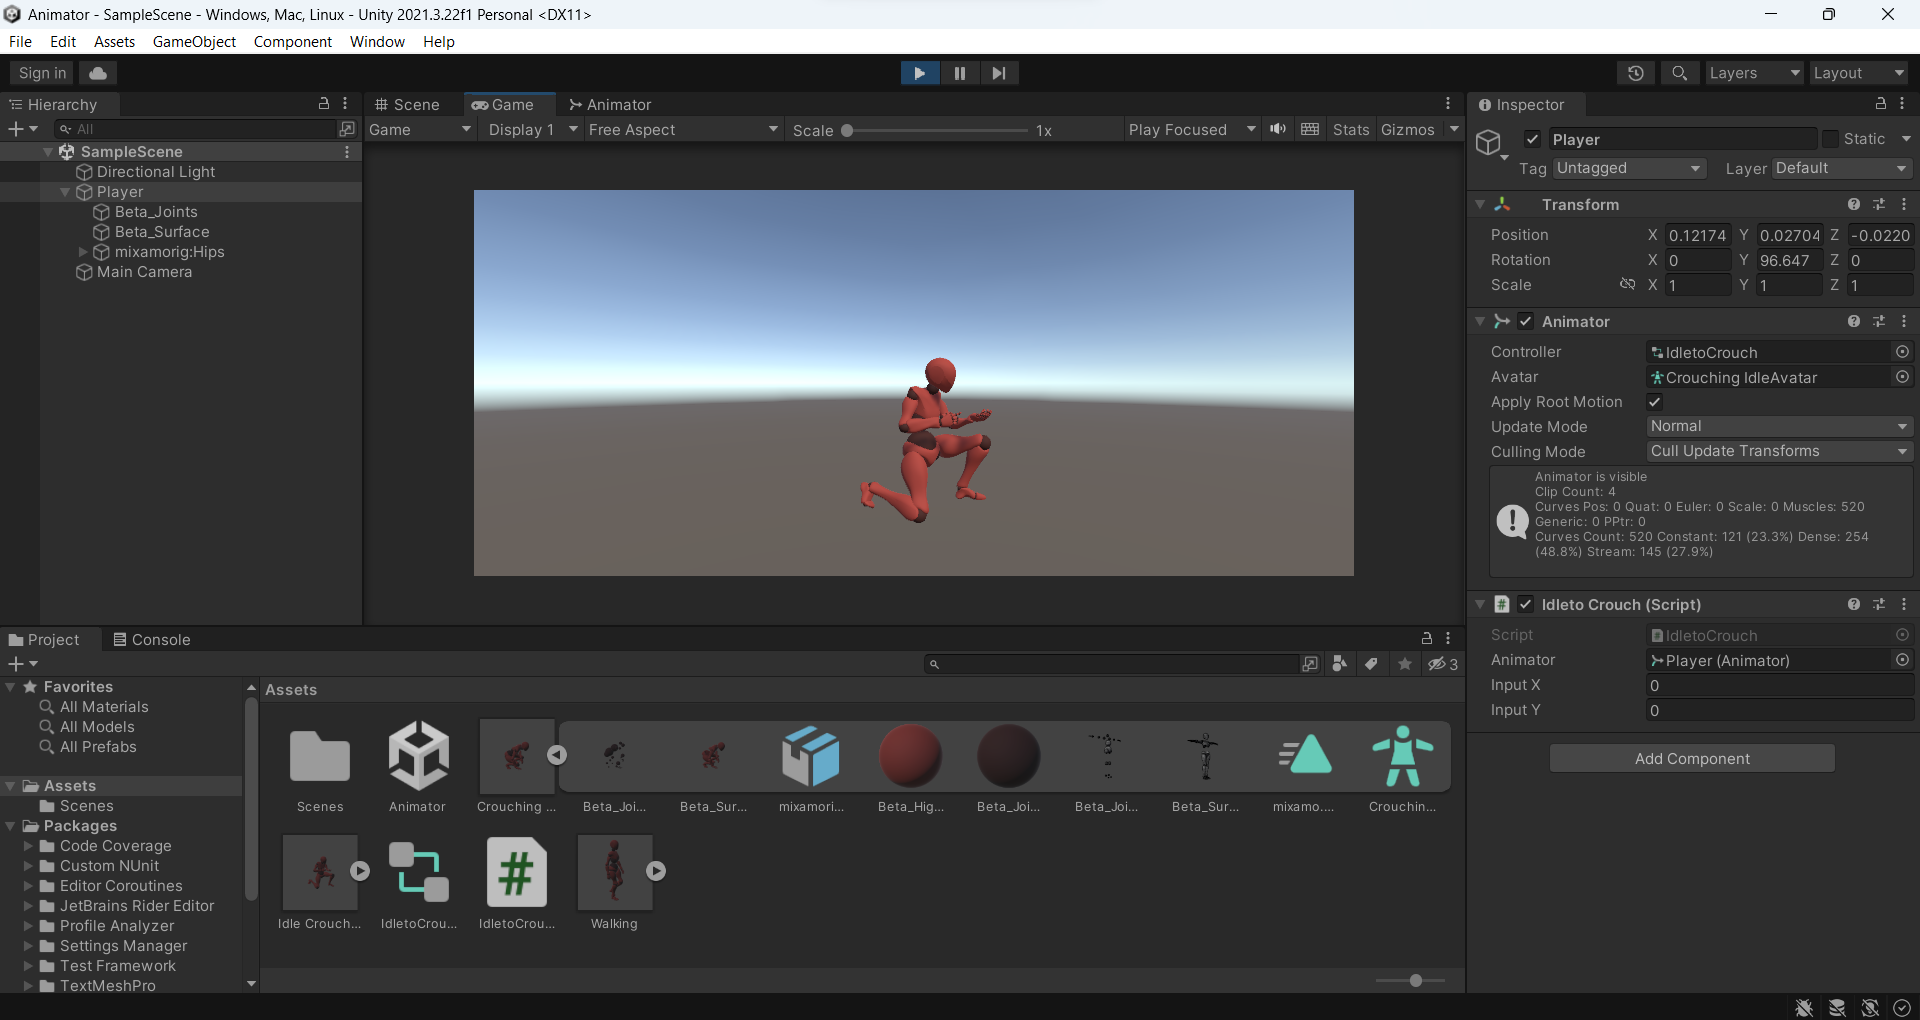 Animator - SampleScene - Windows, Mac, Linux - Unity 2021.3.22f1 Personal <DX11>
File Edit Assets GameObject Component Window Help
Sign in
Layers
Layout
Hierarchy
All
SampleScene
Directional Light
Player
Beta_Joints
Beta_Surface
mixamorig:Hips
Main Camera
Scene Game Animator
Game Display 1 Free Aspect Scale 1x Play Focused Stats Gizmos
Inspector
Player Static
Tag Untagged Layer Default
Transform
Position X 0.12174 Y 0.02704 Z -0.0220
Rotation X 0 Y 96.647 Z 0
Scale X 1 Y 1 Z 1
Animator
Controller IdletoCrouch
Avatar Crouching IdleAvatar
Apply Root Motion
Update Mode Normal
Culling Mode Cull Update Transforms
Animator is visible
Clip Count: 4
Curves Pos: 0 Quat: 0 Euler: 0 Scale: 0 Muscles: 520
Generic: 0 PPtr: 0
Curves Count: 520 Constant: 121 (23.3%) Dense: 254
(48.8%) Stream: 145 (27.9%)
# Idleto Crouch (Script)
Script # IdletoCrouch
Animator Player (Animator)
Input X 0
Input Y 0
Add Component
Project Console
3
Favorites
All Materials
All Models
All Prefabs
Assets
Scenes
Packages
Code Coverage
Custom NUnit
Editor Coroutines
JetBrains Rider Editor
Profile Analyzer
Settings Manager
Test Framework
TextMeshPro
Assets
Scenes Animator Crouching ... Beta_Joi... Beta_Sur... mixamori... Beta_Hig... Beta_Joi... Beta_Joi... Beta_Sur... mixamo.... Crouchin...
#
Idle Crouch... IdletoCrou... IdletoCrou... Walking